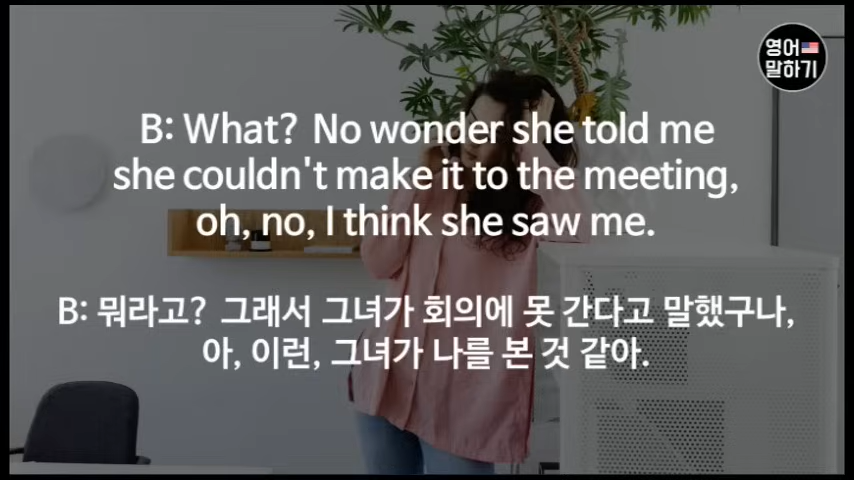 영어
말하기
B: What? No wonder she told me
she couldn't make it to the meeting,
oh, no, I think she saw me.
B: 뭐라고? 그래서 그녀가 회의에 못 간다고 말했구나,
아, 이런, 그녀가 나를 본 것 같아.